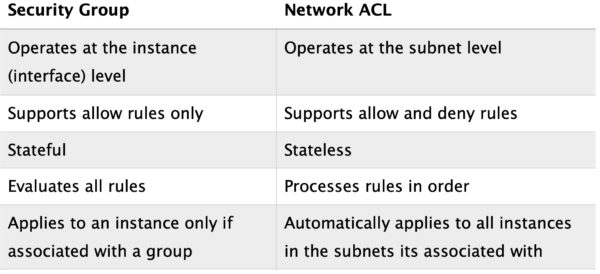 Security Group Network ACL
Operates at the instance Operates at the subnet level
(interface) level
Supports allow rules only Supports allow and deny rules
Stateful Stateless
Evaluates all rules Processes rules in order
Applies to an instance only if Automatically applies to all instances
associated with a group in the subnets its associated with